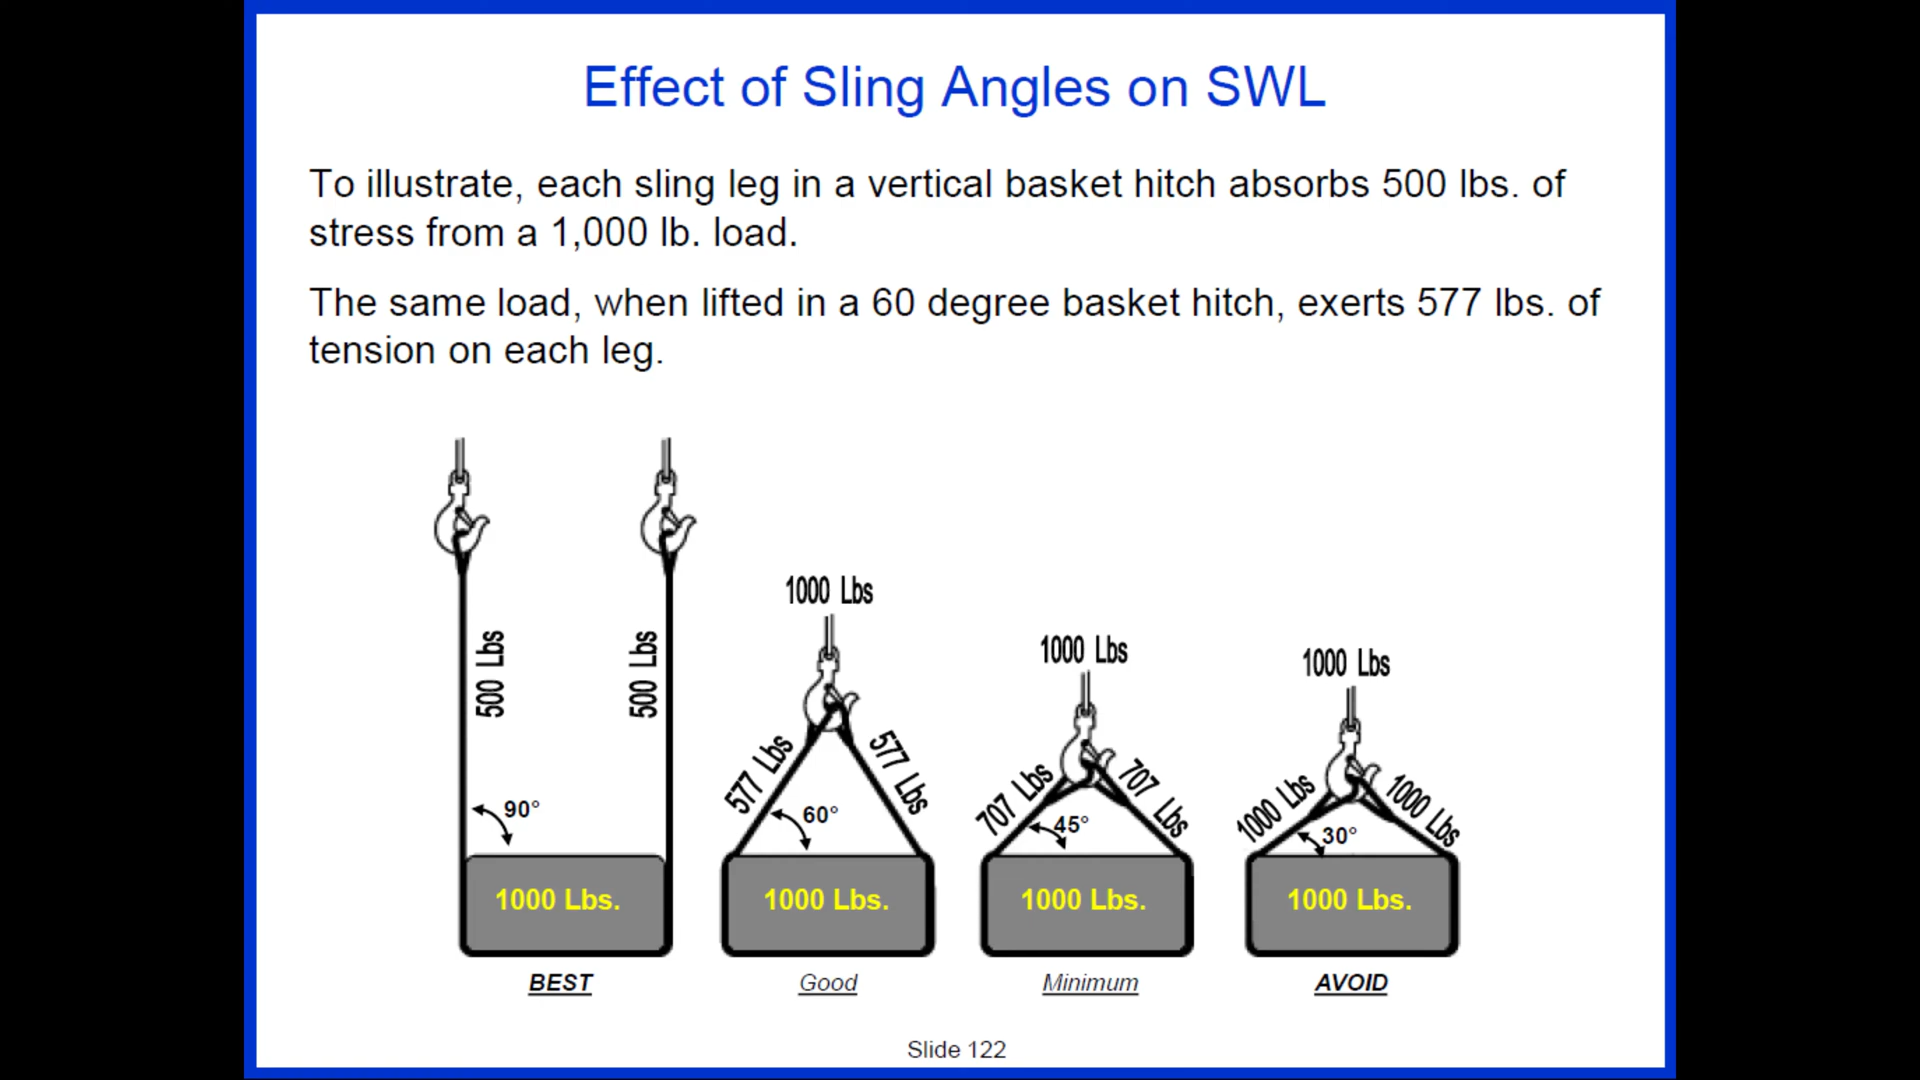 Effect of Sling Angles on SWL
To illustrate, each sling leg in a vertical basket hitch absorbs 500 lbs. of
stress from a 1,000 lb. load.
The same load, when lifted in a 60 degree basket hitch, exerts 577 lbs. of
tension on each leg.
500 Lbs
500 Lbs
90°
1000 Lbs.
BEST
1000 Lbs
577 Lbs
577 Lbs
60°
1000 Lbs.
Good
1000 Lbs
707 Lbs
707 Lbs
45°
1000 Lbs.
Minimum
1000 Lbs
1000 Lbs
1000 Lbs
30°
1000 Lbs.
AVOID
Slide 122